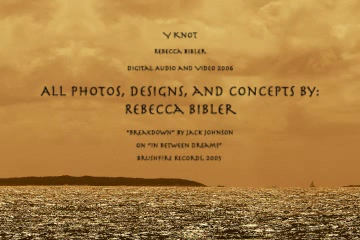 Y Knot
Rebecca Bibler
Digital Audio and Video 2006
All Photos, Designs, and Concepts by:
Rebecca Bibler
"Breakdown" by Jack Johnson
on "In Between Dreams"
Brushfire Records, 2005